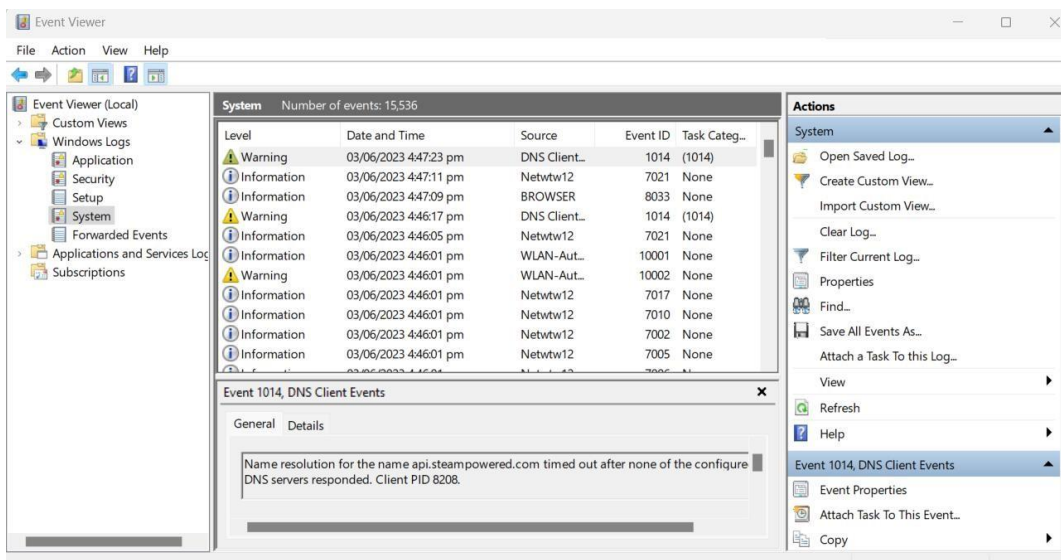 Event Viewer
File Action View Help
Event Viewer (Local)
Custom Views
Windows Logs
Application
Security
Setup
System
Forwarded Events
Applications and Services Log
Subscriptions
System Number of events: 15,536
Level Date and Time Source Event ID Task Categ...
Warning 03/06/2023 4:47:23 pm DNS Client... 1014 (1014)
Information 03/06/2023 4:47:11 pm Netwtw12 7021 None
Information 03/06/2023 4:47:09 pm BROWSER 8033 None
Warning 03/06/2023 4:46:17 pm DNS Client... 1014 (1014)
Information 03/06/2023 4:46:05 pm Netwtw12 7021 None
Information 03/06/2023 4:46:01 pm WLAN-Aut... 10001 None
Warning 03/06/2023 4:46:01 pm WLAN-Aut... 10002 None
Information 03/06/2023 4:46:01 pm Netwtw12 7017 None
Information 03/06/2023 4:46:01 pm Netwtw12 7010 None
Information 03/06/2023 4:46:01 pm Netwtw12 7002 None
Information 03/06/2023 4:46:01 pm Netwtw12 7005 None
Event 1014, DNS Client Events
General Details
Name resolution for the name api.steampowered.com timed out after none of the configure
DNS servers responded. Client PID 8208.
Actions
System
Open Saved Log...
Create Custom View...
Import Custom View...
Clear Log...
Filter Current Log...
Properties
Find...
Save All Events As...
Attach a Task To this Log...
View
Refresh
Help
Event 1014, DNS Client Events
Event Properties
Attach Task To This Event...
Copy